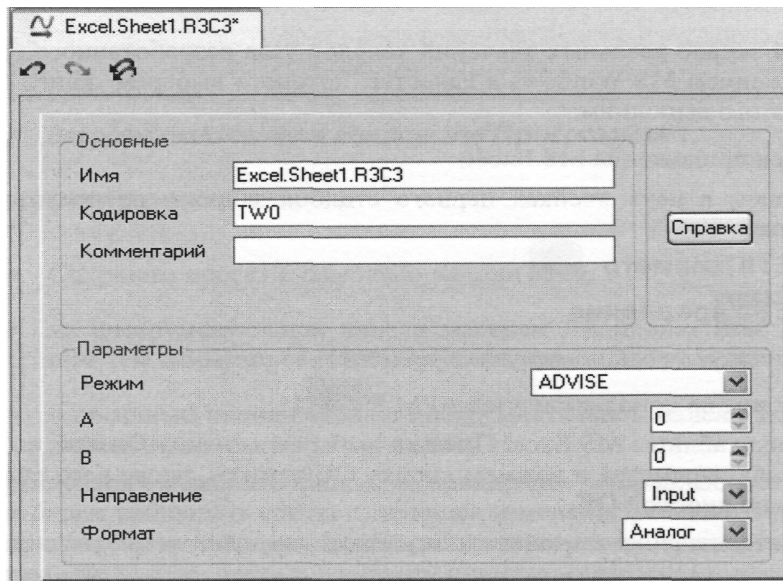 Excel.Sheet1.R3C3*
Основные
Имя Excel.Sheet1.R3C3
Кодировка TW0
Комментарий
Справка
Параметры
Режим ADVISE
A 0
B 0
Направление Input
Формат Аналог